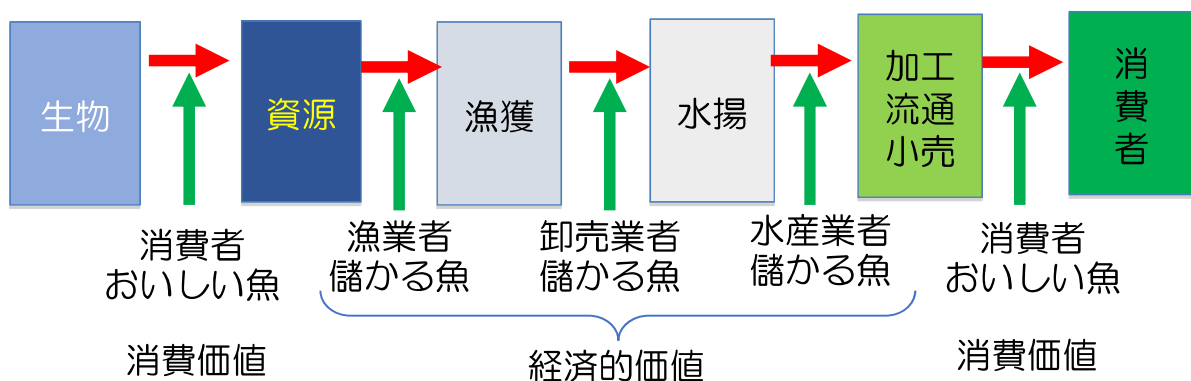 生物
資源
漁獲
水揚
加工
流通
小売
消
費
者
消費者
おいしい魚
漁業者
儲かる魚
卸売業者
儲かる魚
水産業者
儲かる魚
消費者
おいしい魚
消費価値
経済的価値
消費価値